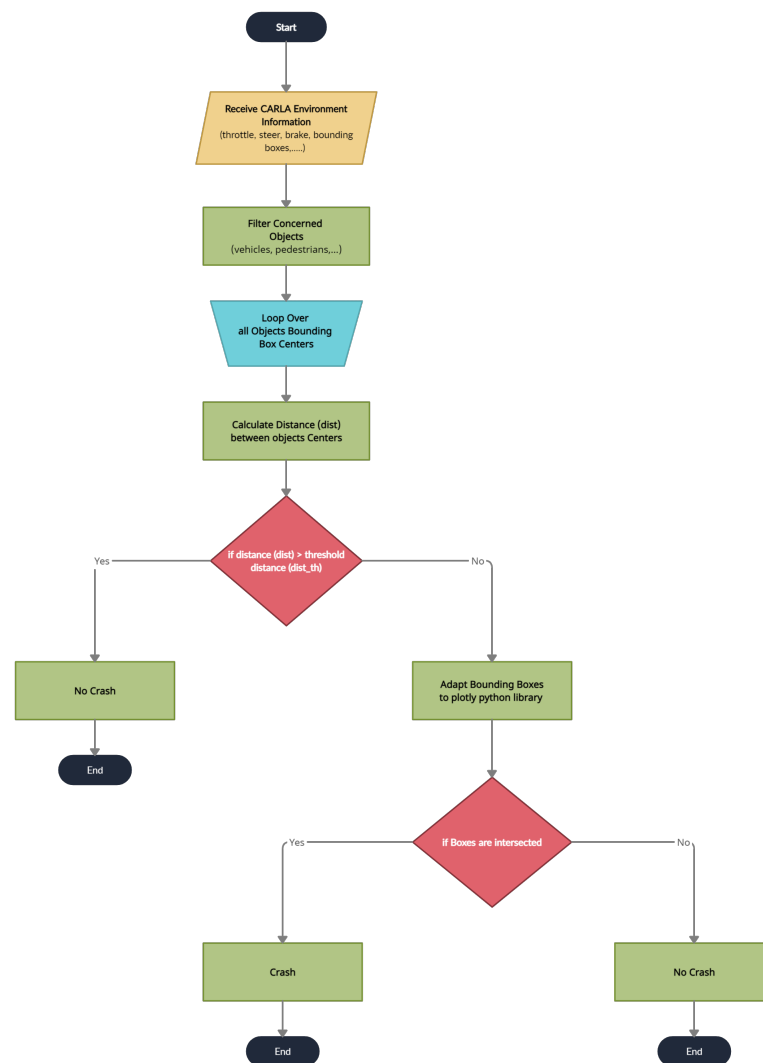 Start
Receive CARLA Environment
Information
(throttle, steer, brake, bounding
boxes,.....)
Filter Concerned
Objects
(vehicles, pedestrians,...)
Loop Over
all Objects Bounding
Box Centers
Calculate Distance (dist)
between objects Centers
if distance (dist) > threshold
distance (dist_th)
Yes
No
No Crash
Adapt Bounding Boxes
to plotly python library
End
if Boxes are intersected
Yes
No
Crash
No Crash
End
End